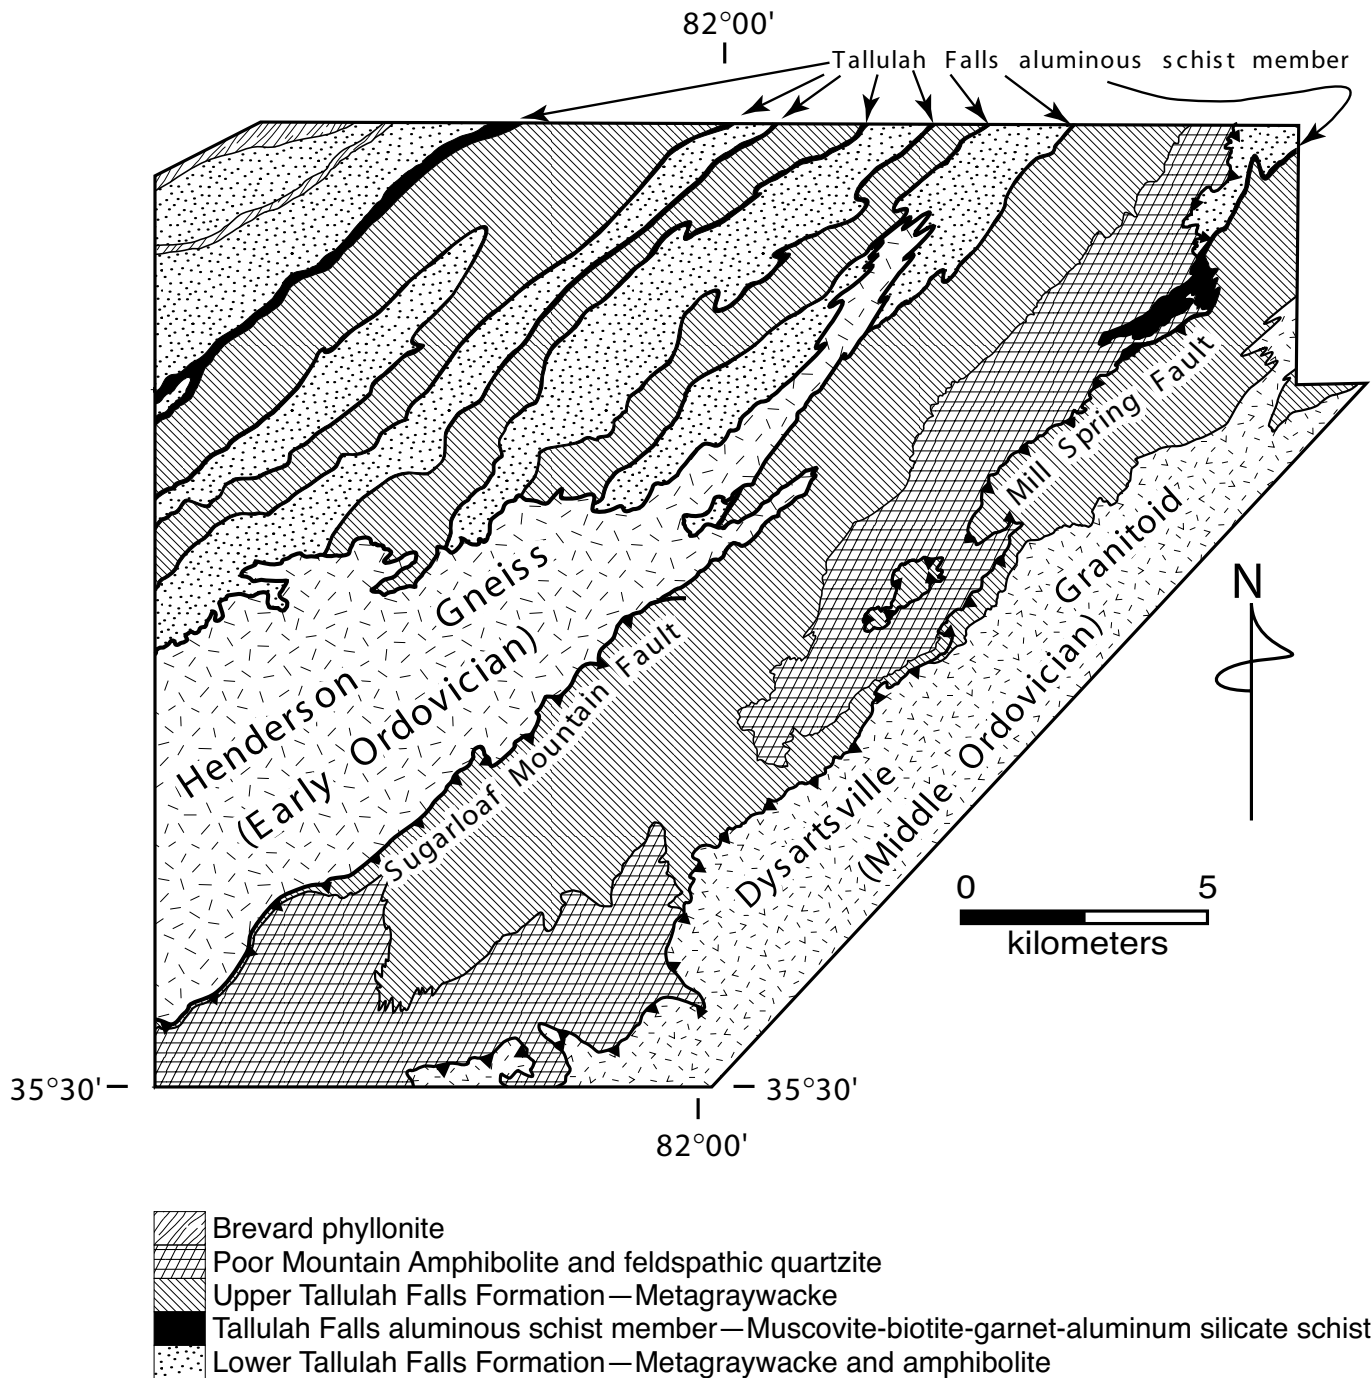 82°00'
Tallulah Falls aluminous schist member
Mill Spring Fault
Henderson Gneiss
(Early Ordovician)
Sugarloaf Mountain Fault
Dysartsville Granitoid
(Middle Ordovician)
N
0 5
kilometers
35°30'
35°30'
82°00'
Brevard phyllonite
Poor Mountain Amphibolite and feldspathic quartzite
Upper Tallulah Falls Formation—Metagraywacke
Tallulah Falls aluminous schist member—Muscovite-biotite-garnet-aluminum silicate schist
Lower Tallulah Falls Formation—Metagraywacke and amphibolite